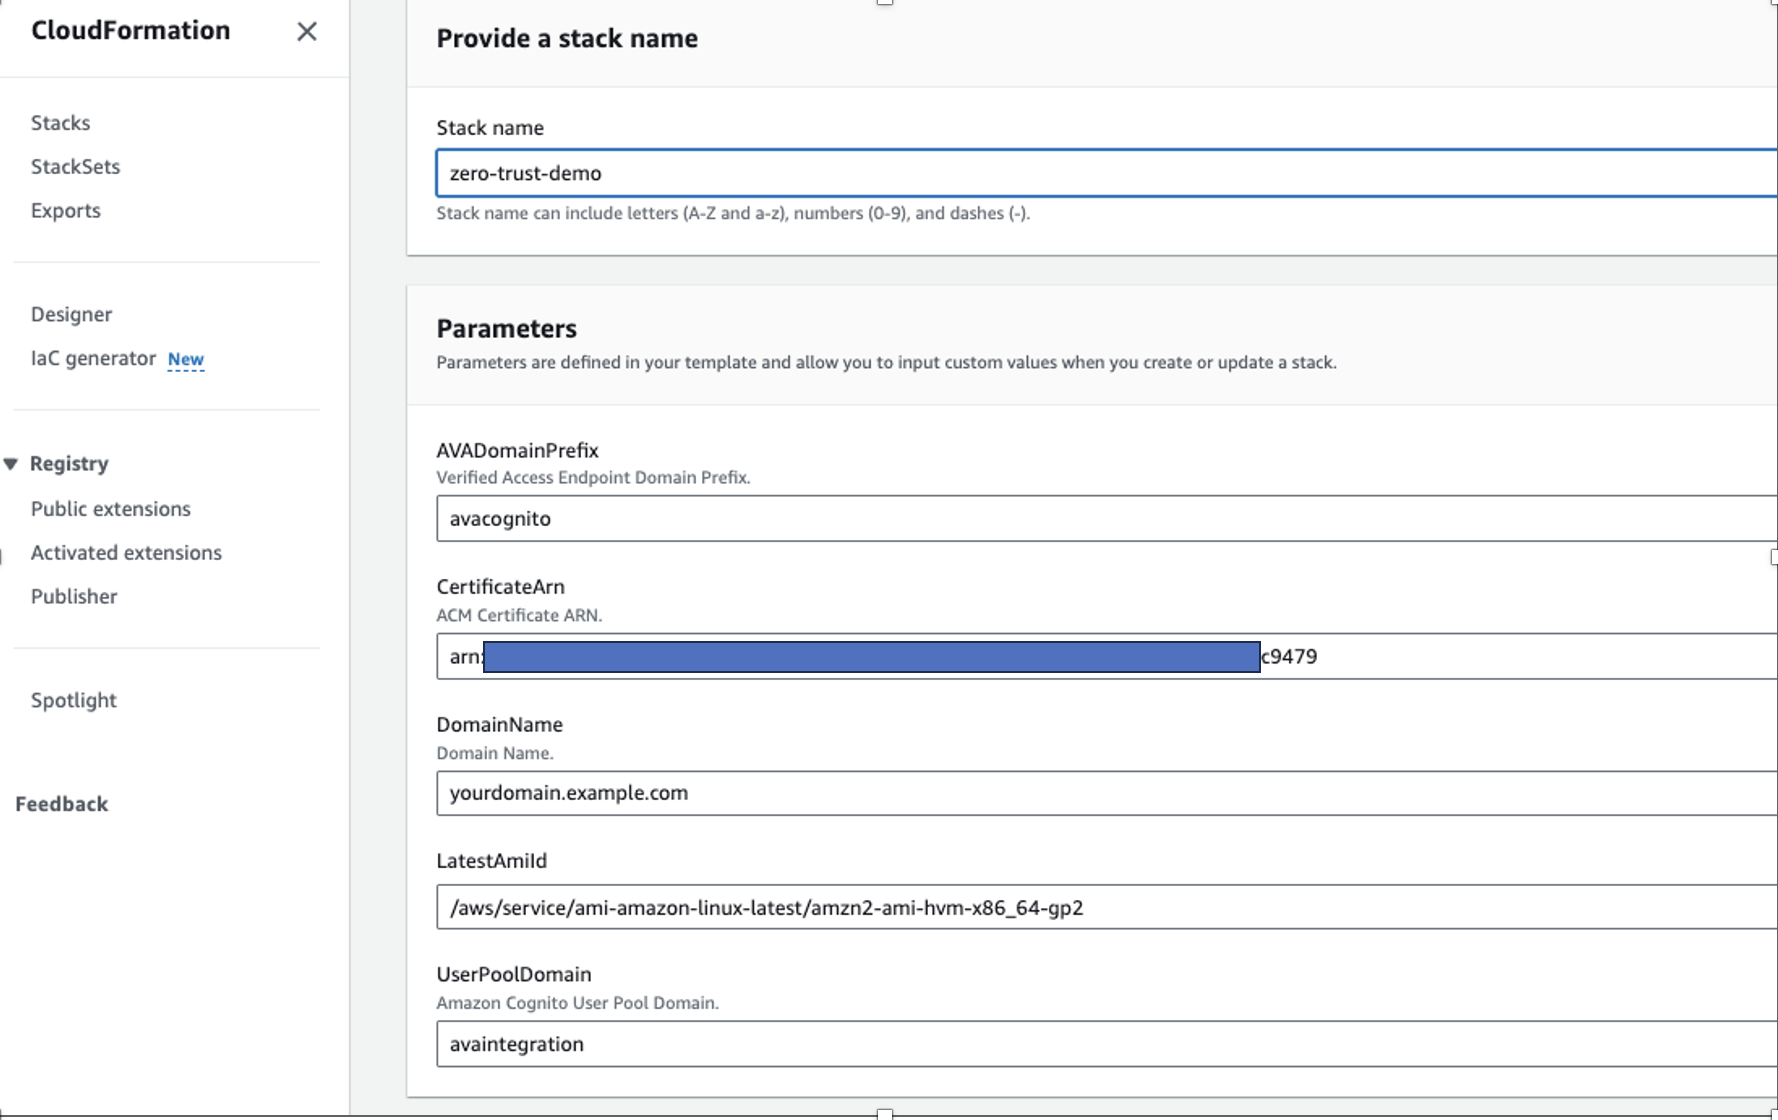 CloudFormation
Stacks
StackSets
Exports
Designer
IaC generator New
Registry
Public extensions
Activated extensions
Publisher
Spotlight
Feedback
Provide a stack name
Stack name
zero-trust-demo
Stack name can include letters (A-Z and a-z), numbers (0-9), and dashes (-).
Parameters
Parameters are defined in your template and allow you to input custom values when you create or update a stack.
AVADomainPrefix
Verified Access Endpoint Domain Prefix.
avacognito
CertificateArn
ACM Certificate ARN.
arn: c9479
DomainName
Domain Name.
yourdomain.example.com
LatestAmiId
/aws/service/ami-amazon-linux-latest/amzn2-ami-hvm-x86_64-gp2
UserPoolDomain
Amazon Cognito User Pool Domain.
avaintegration